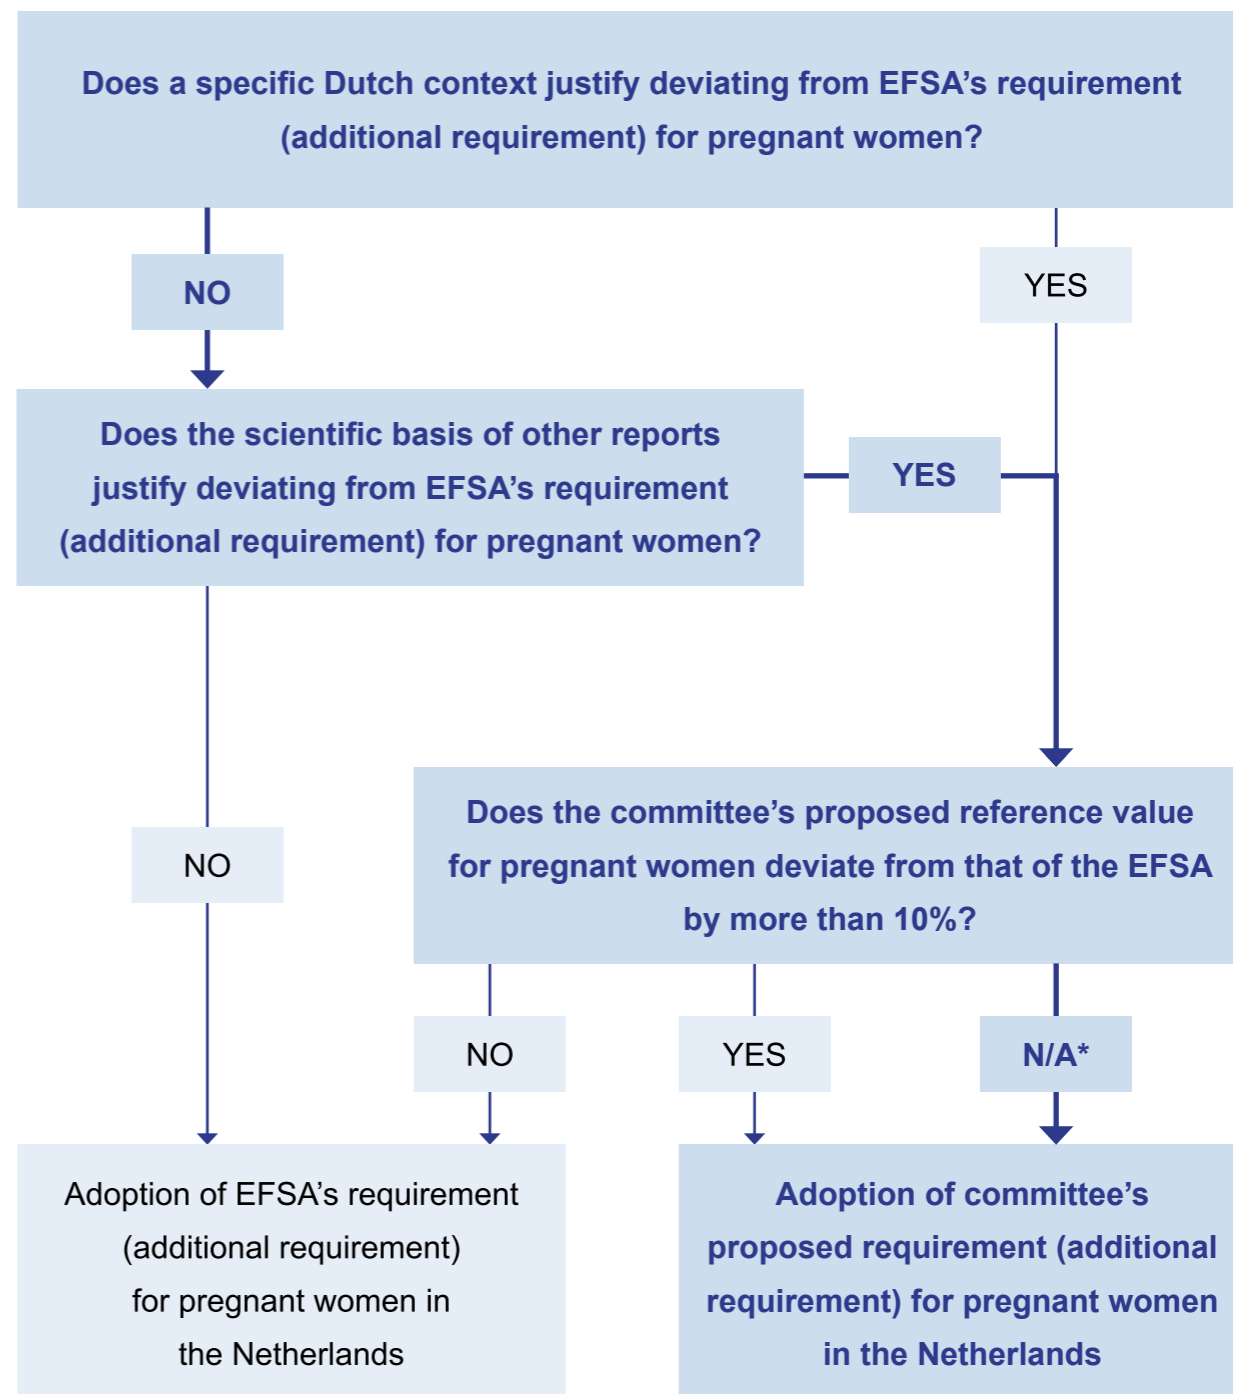 Does a specific Dutch context justify deviating from EFSA’s requirement
(additional requirement) for pregnant women?
NO
YES
Does the scientific basis of other reports
justify deviating from EFSA’s requirement
(additional requirement) for pregnant women?
YES
NO
Does the committee’s proposed reference value
for pregnant women deviate from that of the EFSA
by more than 10%?
NO
YES
N/A*
Adoption of EFSA’s requirement
(additional requirement)
for pregnant women in
the Netherlands
Adoption of committee’s
proposed requirement (additional
requirement) for pregnant women
in the Netherlands